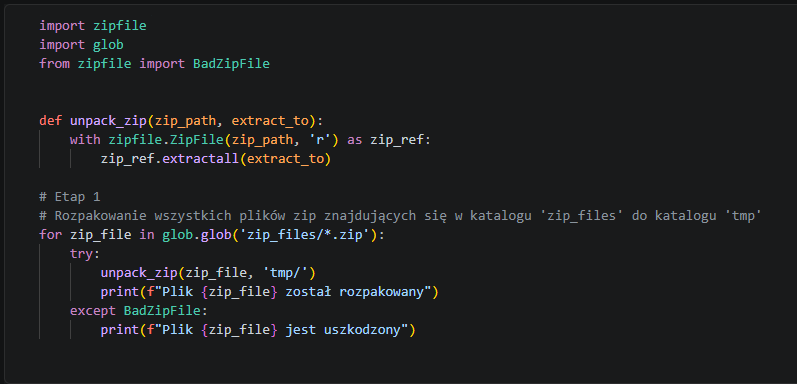 import zipfile
import glob
from zipfile import BadZipFile
def unpack_zip(zip_path, extract_to):
    with zipfile.ZipFile(zip_path, 'r') as zip_ref:
        zip_ref.extractall(extract_to)
# Etap 1
# Rozpakowanie wszystkich plików zip znajdujących się w katalogu 'zip_files' do katalogu 'tmp'
for zip_file in glob.glob('zip_files/*.zip'):
    try:
        unpack_zip(zip_file, 'tmp/')
        print(f"Plik {zip_file} został rozpakowany")
    except BadZipFile:
        print(f"Plik {zip_file} jest uszkodzony")